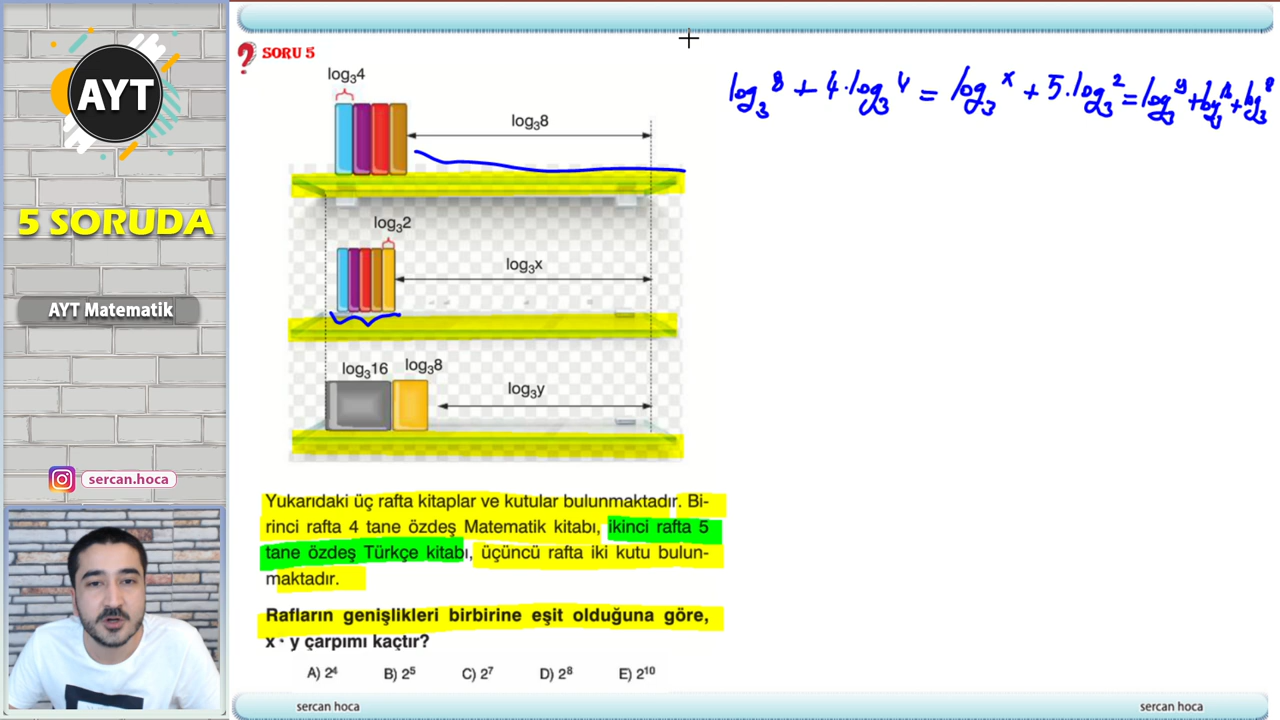 AYT
5 SORUDA
AYT Matematik
sercan.hoca
? SORU 5
log₃4
log₃8
log₃2
log₃x
log₃16 log₃8
log₃y
log₃8 + 4·log₃4 = log₃x + 5·log₃2 = log₃y + log₃16 + log₃8
Yukarıdaki üç rafta kitaplar ve kutular bulunmaktadır. Bi-
rinci rafta 4 tane özdeş Matematik kitabı, ikinci rafta 5
tane özdeş Türkçe kitabı, üçüncü rafta iki kutu bulun-
maktadır.
Rafların genişlikleri birbirine eşit olduğuna göre,
x · y çarpımı kaçtır?
A) 2⁴ B) 2⁵ C) 2⁷ D) 2⁸ E) 2¹⁰
sercan hoca sercan hoca